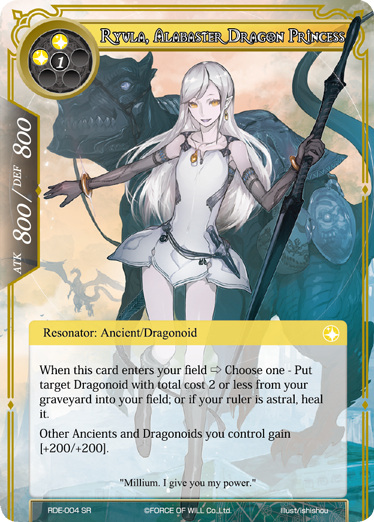 Ryula, Alabaster Dragon Princess
1
ATK 800 / DEF 800
Resonator: Ancient/Dragonoid
When this card enters your field ⇨ Choose one - Put
target Dragonoid with total cost 2 or less from your
graveyard into your field; or if your ruler is astral, heal
it.
Other Ancients and Dragonoids you control gain
[+200/+200].
"Millium. I give you my power."
RDE-004 SR ©FORCE OF WILL Co.,Ltd. Illust/ishishou